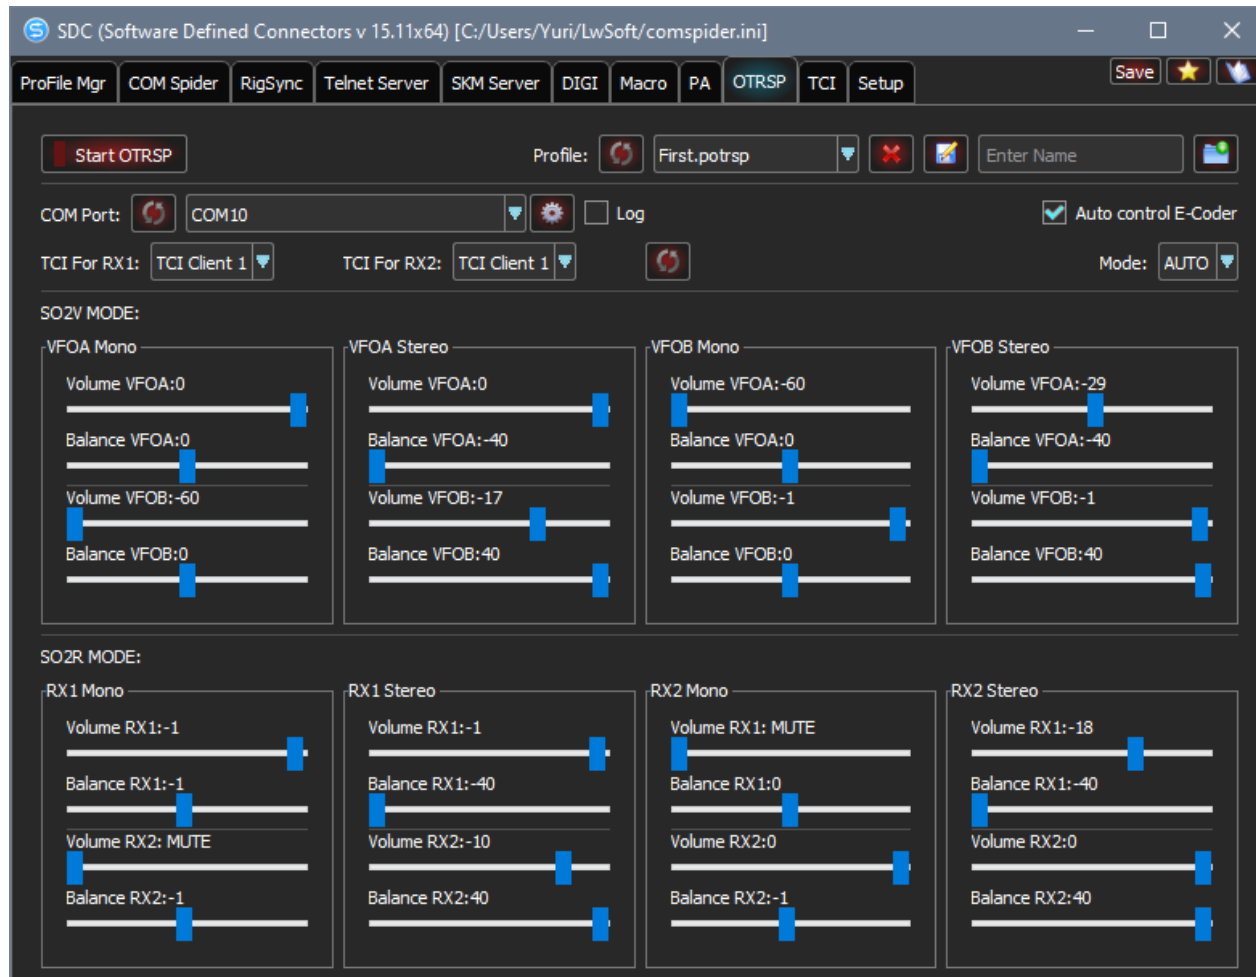 SDC (Software Defined Connectors v 15.11x64) [C:/Users/Yuri/LwSoft/comspider.ini]
ProFile Mgr COM Spider RigSync Telnet Server SKM Server DIGI Macro PA OTRSP TCI Setup Save
Start OTRSP Profile: First.potrsp Enter Name
COM Port: COM10 Log Auto control E-Coder
TCI For RX1: TCI Client 1 TCI For RX2: TCI Client 1 Mode: AUTO
SO2V MODE:
VFOA Mono VFOA Stereo VFOB Mono VFOB Stereo
Volume VFOA:0 Volume VFOA:0 Volume VFOA:-60 Volume VFOA:-29
Balance VFOA:0 Balance VFOA:-40 Balance VFOA:0 Balance VFOA:-40
Volume VFOB:-60 Volume VFOB:-17 Volume VFOB:-1 Volume VFOB:-1
Balance VFOB:0 Balance VFOB:40 Balance VFOB:0 Balance VFOB:40
SO2R MODE:
RX1 Mono RX1 Stereo RX2 Mono RX2 Stereo
Volume RX1:-1 Volume RX1:-1 Volume RX1: MUTE Volume RX1:-18
Balance RX1:-1 Balance RX1:-40 Balance RX1:0 Balance RX1:-40
Volume RX2: MUTE Volume RX2:-10 Volume RX2:0 Volume RX2:0
Balance RX2:-1 Balance RX2:40 Balance RX2:-1 Balance RX2:40